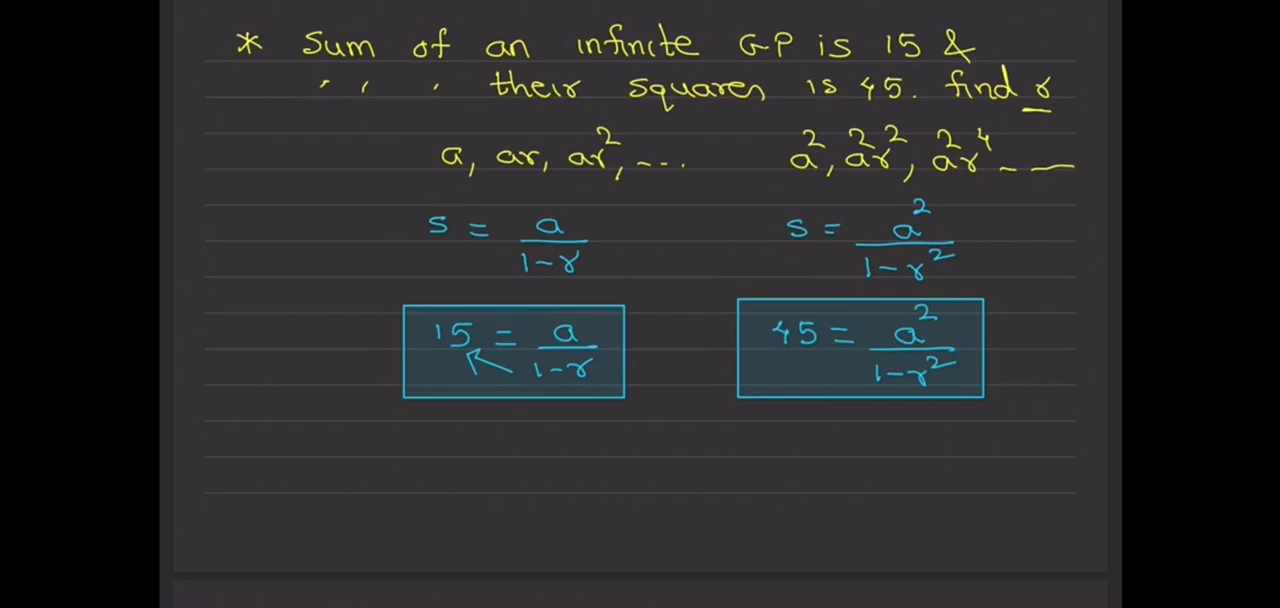 * Sum of an infinite GP is 15 &
" " " their squares is 45. find r
a, ar, ar², ... a², a²r², a²r⁴ ---
s = a/(1-r) s = a²/(1-r²)
15 = a/(1-r) 45 = a²/(1-r²)